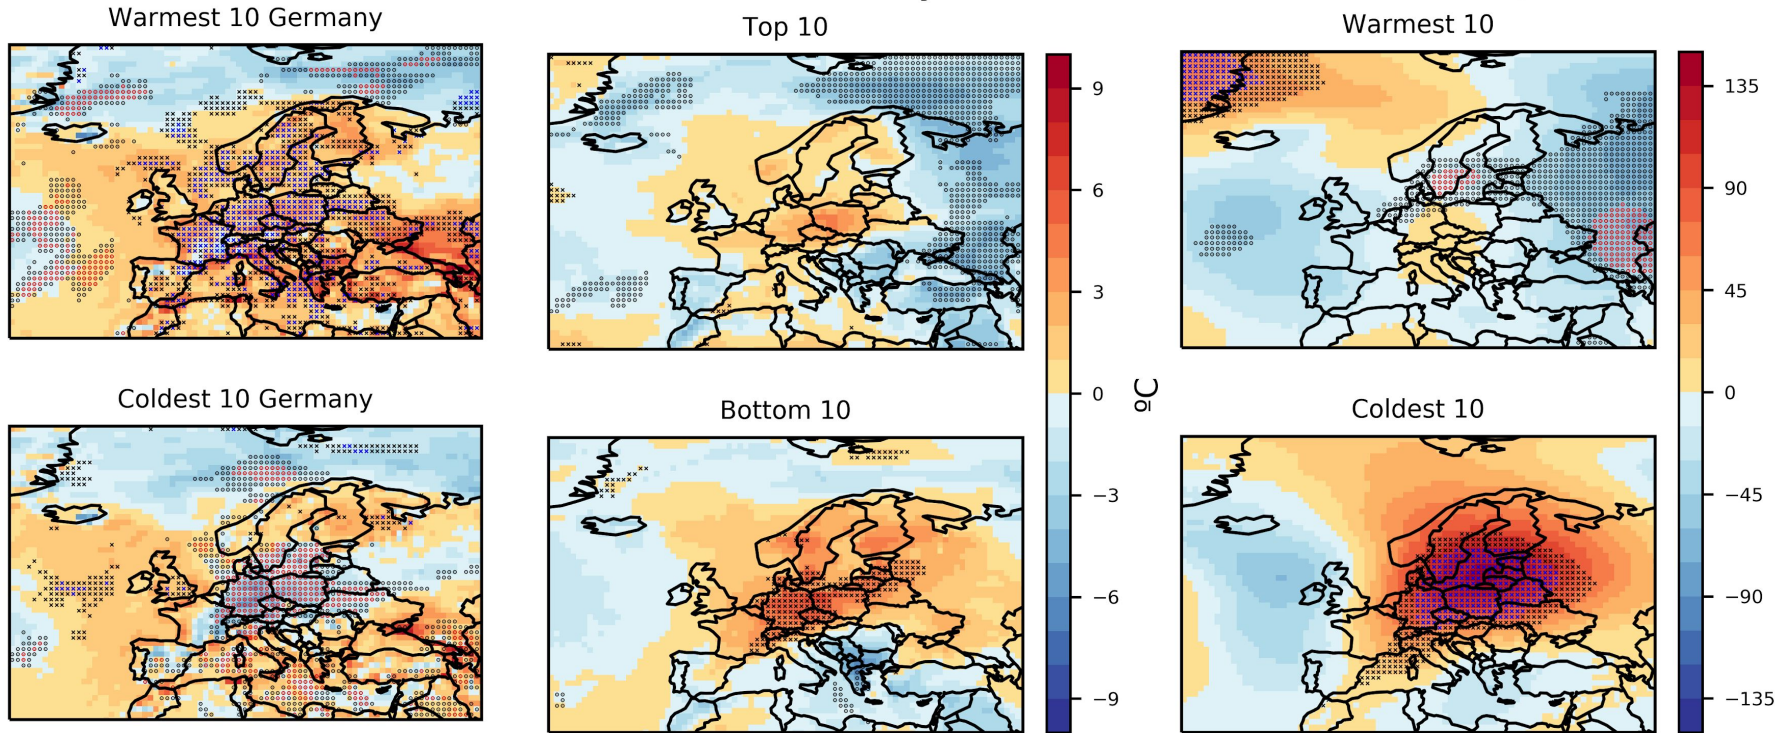 Warmest 10 Germany
Top 10
Warmest 10
9
6
3
0
−3
−6
−9
ºC
135
90
45
0
−45
−90
−135
Coldest 10 Germany
Bottom 10
Coldest 10